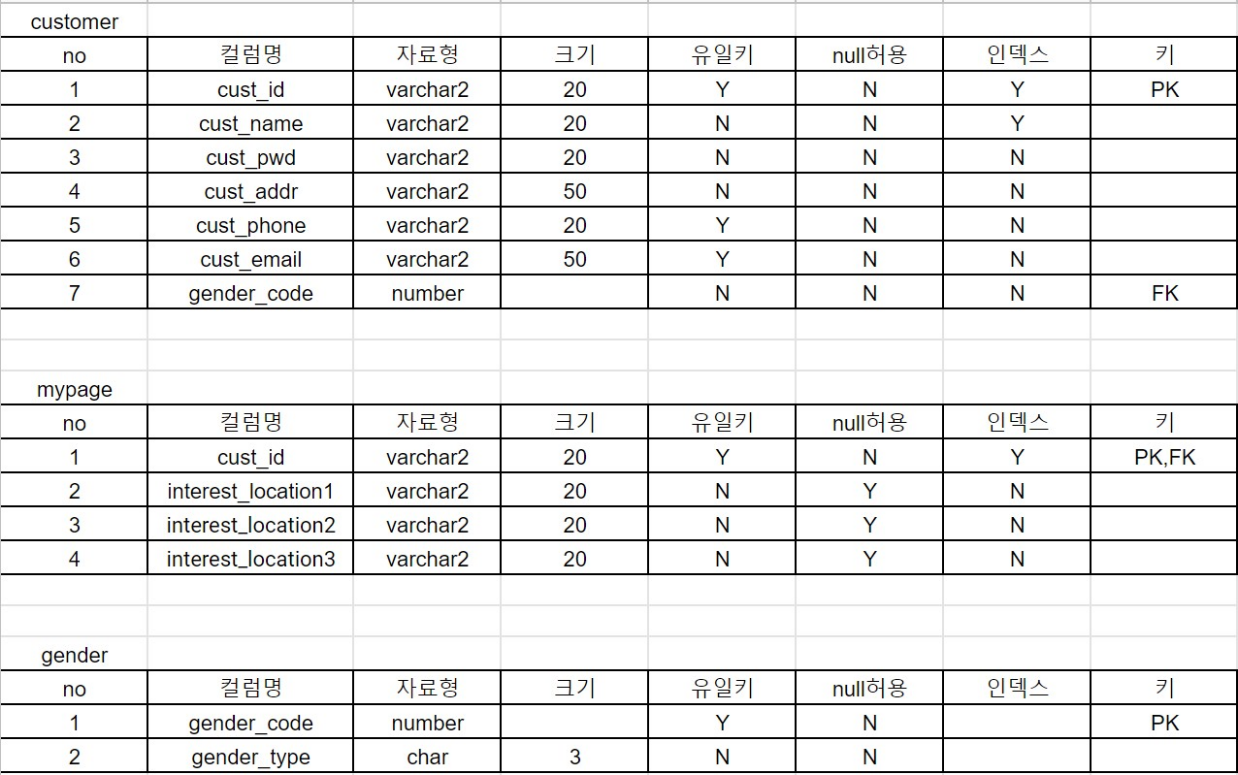 customer
no 컬럼명 자료형 크기 유일키 null허용 인덱스 키
1 cust_id varchar2 20 Y N Y PK
2 cust_name varchar2 20 N N Y
3 cust_pwd varchar2 20 N N N
4 cust_addr varchar2 50 N N N
5 cust_phone varchar2 20 Y N N
6 cust_email varchar2 50 Y N N
7 gender_code number N N N FK
mypage
no 컬럼명 자료형 크기 유일키 null허용 인덱스 키
1 cust_id varchar2 20 Y N Y PK,FK
2 interest_location1 varchar2 20 N Y N
3 interest_location2 varchar2 20 N Y N
4 interest_location3 varchar2 20 N Y N
gender
no 컬럼명 자료형 크기 유일키 null허용 인덱스 키
1 gender_code number Y N PK
2 gender_type char 3 N N